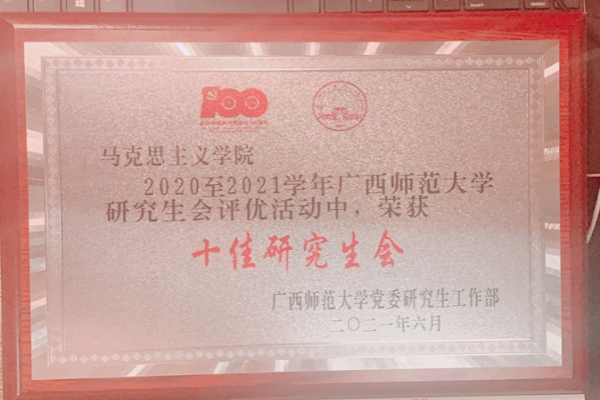 100
马克思主义学院
2020至2021学年广西师范大学
研究生会评优活动中，荣获
十佳研究生会
广西师范大学党委研究生工作部
二〇二一年六月